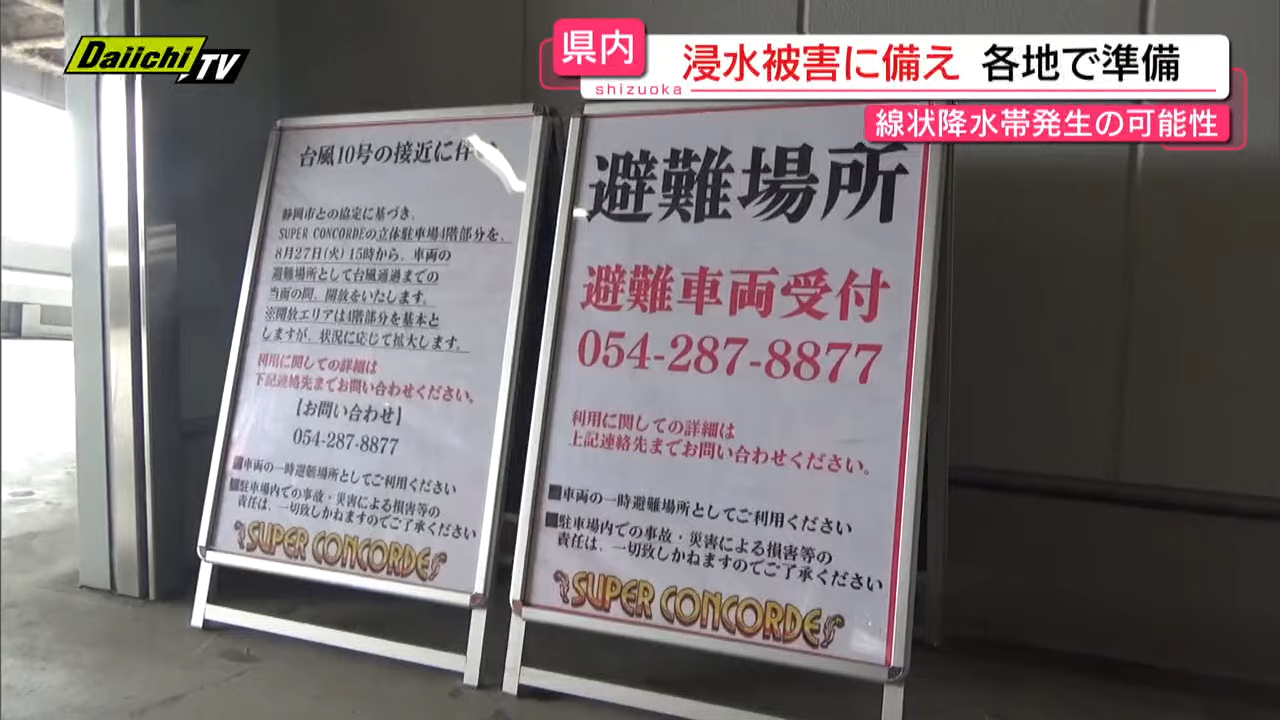 Daiichi-TV
県内
shizuoka
浸水被害に備え 各地で準備
線状降水帯発生の可能性
台風10号の接近に伴い
静岡市との協定に基づき、
SUPER CONCORDEの立体駐車場4階部分を、
8月27日(火) 15時から、車両の
避難場所として台風通過までの
当面の間、開放をいたします。
※開放エリアは4階部分を基本と
しますが、状況に応じて拡大します。
利用に関しての詳細は
下記連絡先までお問い合わせください。
【お問い合わせ】
054-287-8877
■車両の一時避難場所としてご利用ください
■駐車場内での事故・災害による損害等の
責任は、一切致しかねますのでご了承ください
SUPER CONCORDE
避難場所
避難車両受付
054-287-8877
利用に関しての詳細は
上記連絡先までお問い合わせください。
■車両の一時避難場所としてご利用ください
■駐車場内での事故・災害による損害等の
責任は、一切致しかねますのでご了承ください
SUPER CONCORDE